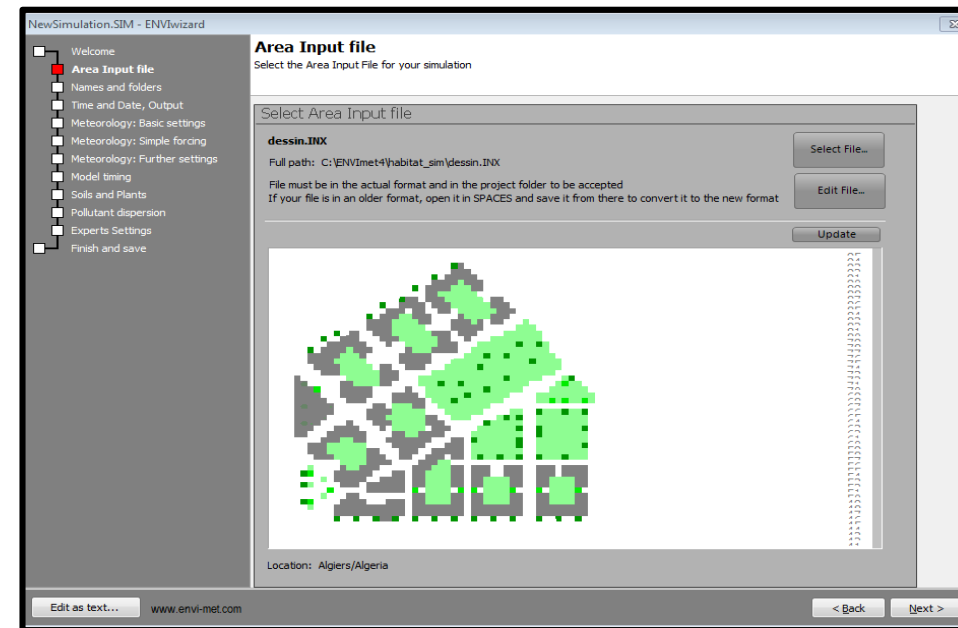 NewSimulation.SIM - ENVIwizard
Welcome
Area Input file
Names and folders
Time and Date, Output
Meteorology: Basic settings
Meteorology: Simple forcing
Meteorology: Further settings
Model timing
Soils and Plants
Pollutant dispersion
Experts Settings
Finish and save
Area Input file
Select the Area Input File for your simulation
Select Area Input file
dessin.INX
Full path: C:\ENVImet4\habitat_sim\dessin.INX
File must be in the actual format and in the project folder to be accepted
If your file is in an older format, open it in SPACES and save it from there to convert it to the new format
Select File...
Edit File...
Update
Location: Algiers/Algeria
Edit as text...
www.envi-met.com
< Back
Next >